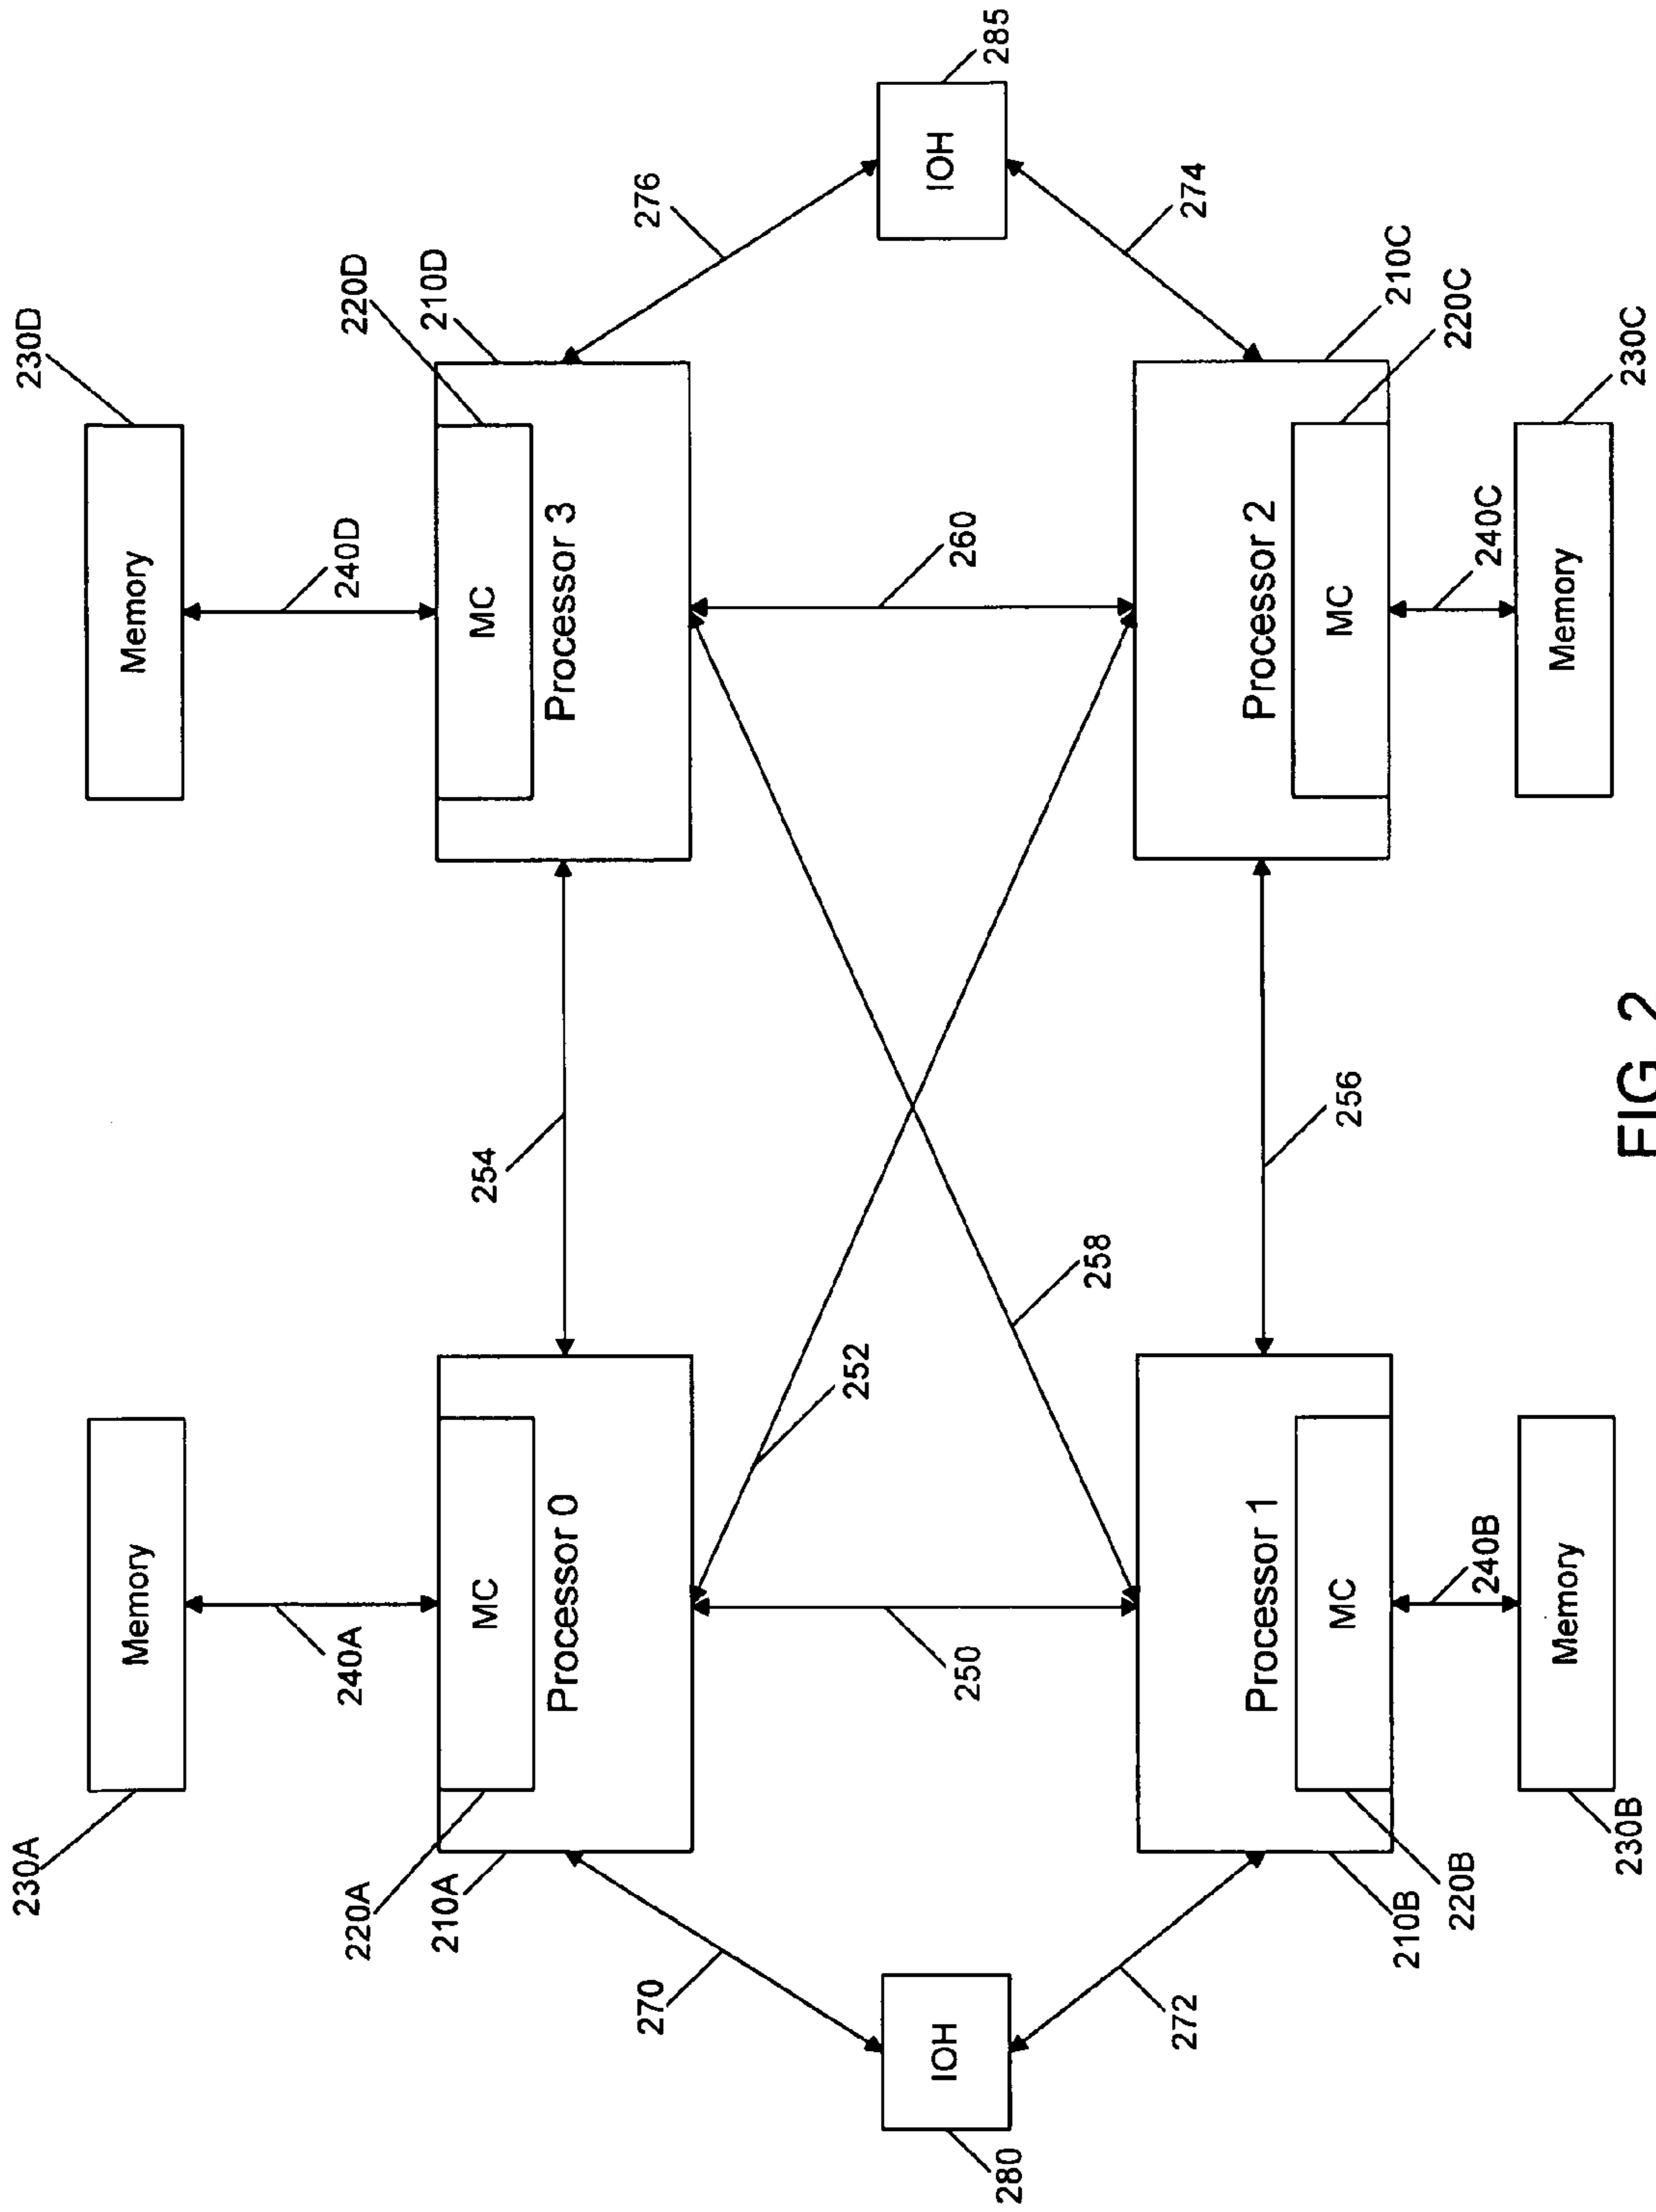 230A
230D
Memory
Memory
240A
240D
220A
220D
210A
210D
MC
MC
Processor 0
Processor 3
254
270
276
252
280
IOH
250
258
260
IOH
285
272
274
256
Processor 1
Processor 2
MC
MC
210B
210C
220B
220C
240B
240C
Memory
Memory
230B
230C
FIG. 2